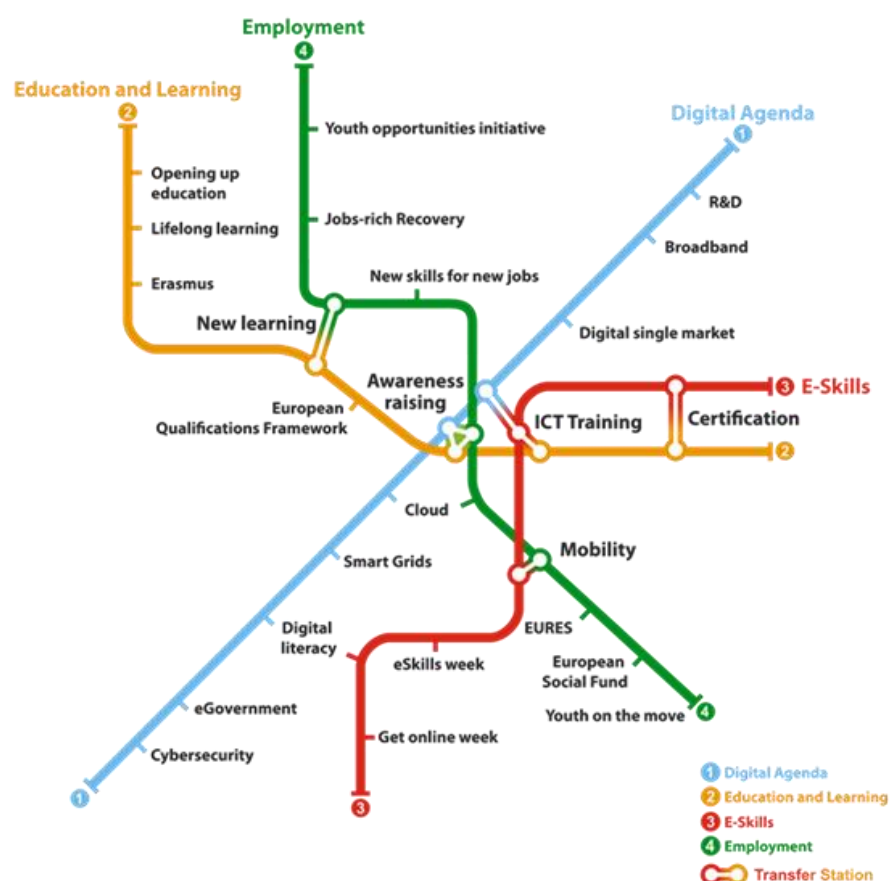 Employment
4
Education and Learning
2
Digital Agenda
1
Youth opportunities initiative
Opening up
education
R&D
Jobs-rich Recovery
Lifelong learning
Broadband
New skills for new jobs
Erasmus
New learning
Digital single market
Awareness
raising
3 E-Skills
European
Qualifications Framework
ICT Training
Certification
2
Cloud
Mobility
Smart Grids
Digital
literacy
EURES
eSkills week
European
Social Fund
eGovernment
Youth on the move
4
Get online week
Cybersecurity
1
3
1 Digital Agenda
2 Education and Learning
3 E-Skills
4 Employment
Transfer Station